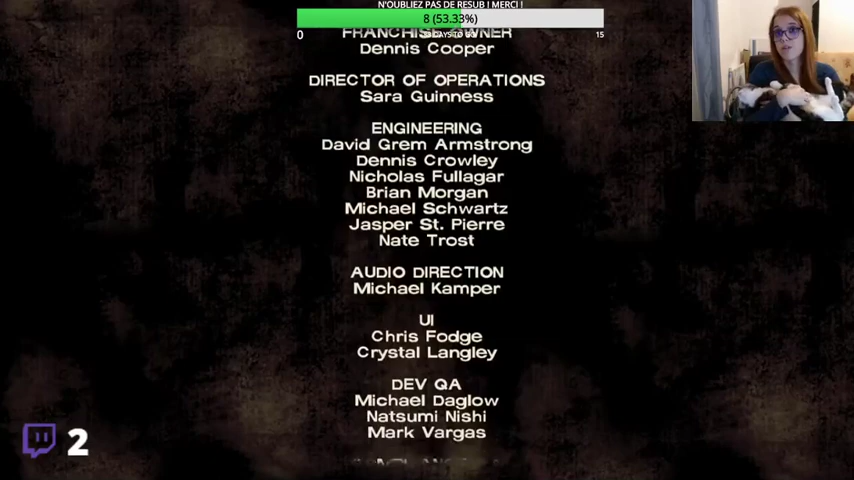 N'OUBLIEZ PAS DE RESUB ! MERCI !
8 (53.33%)
0
15
Dennis Cooper
DIRECTOR OF OPERATIONS
Sara Guinness
ENGINEERING
David Grem Armstrong
Dennis Crowley
Nicholas Fullagar
Brian Morgan
Michael Schwartz
Jasper St. Pierre
Nate Trost
AUDIO DIRECTION
Michael Kamper
UI
Chris Fodge
Crystal Langley
DEV QA
Michael Daglow
Natsumi Nishi
Mark Vargas
2